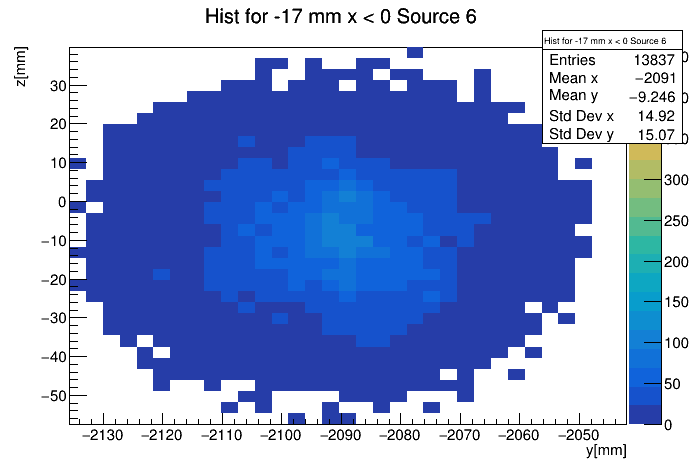 Hist for -17 mm x < 0 Source 6
z[mm]
Hist for -17 mm x < 0 Source 6
Entries 13837
Mean x −2091
Mean y −9.246
Std Dev x 14.92
Std Dev y 15.07
30
20
10
0
−10
−20
−30
−40
−50
300
250
200
150
100
50
0
−2130 −2120 −2110 −2100 −2090 −2080 −2070 −2060 −2050
y[mm]